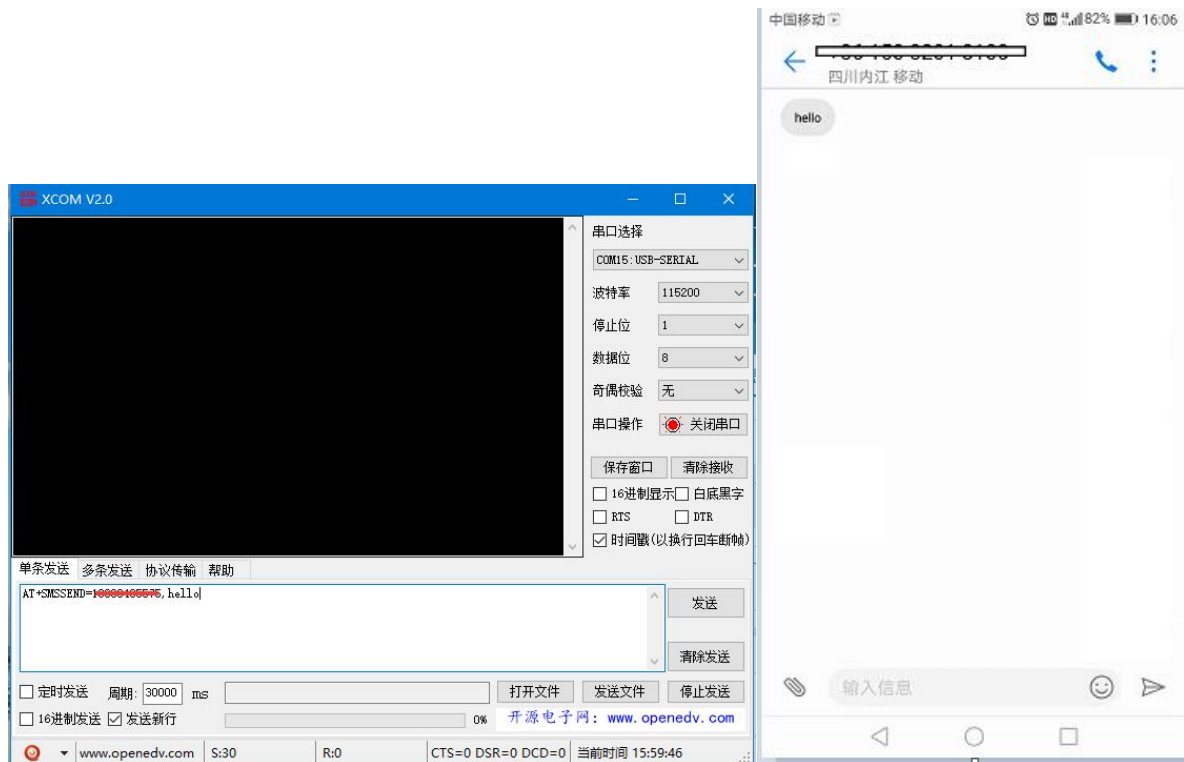 XCOM V2.0
串口选择
COM15:USB-SERIAL
波特率 115200
停止位 1
数据位 8
奇偶校验 无
串口操作 关闭串口
保存窗口 清除接收
16进制显示 白底黑字
RTS DTR
时间戳(以换行回车断帧)
单条发送 多条发送 协议传输 帮助
AT+SMSSEND=,hello
发送
清除发送
定时发送 周期: 30000 ms 打开文件 发送文件 停止发送
16进制发送 发送新行 0% 开源电子网: www.openedv.com
www.openedv.com S:30 R:0 CTS=0 DSR=0 DCD=0 当前时间 15:59:46
中国移动 HD 82% 16:06
四川内江 移动
hello
输入信息